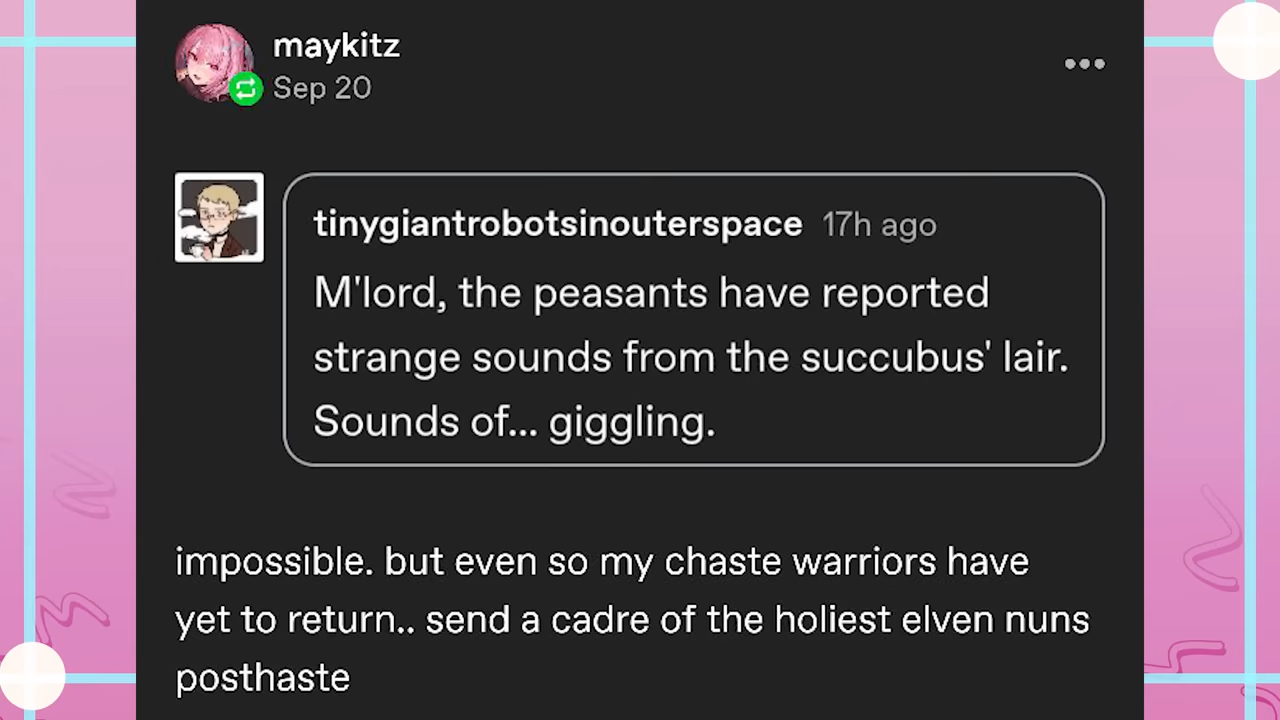 maykitz
Sep 20
tinygiantrobotsinouterspace 17h ago
M'lord, the peasants have reported
strange sounds from the succubus' lair.
Sounds of... giggling.
impossible. but even so my chaste warriors have
yet to return.. send a cadre of the holiest elven nuns
posthaste